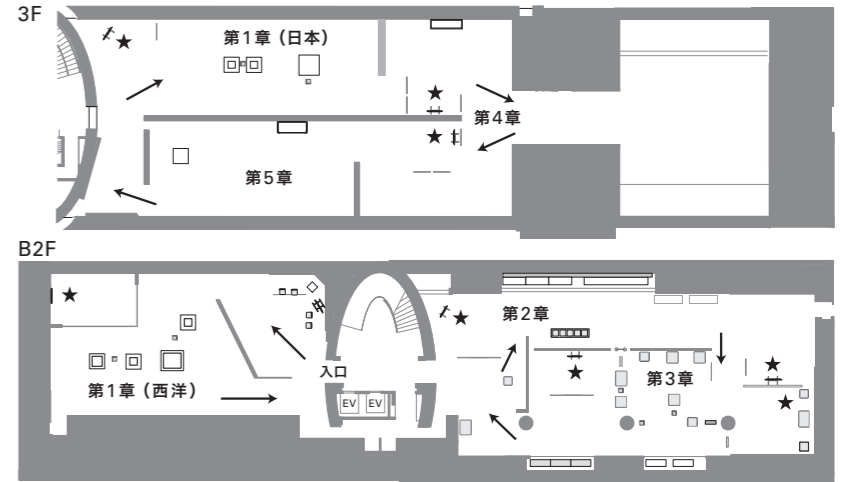 3F
第1章（日本）
第4章
第5章
B2F
第2章
入口
第3章
第1章（西洋）
EV
EV